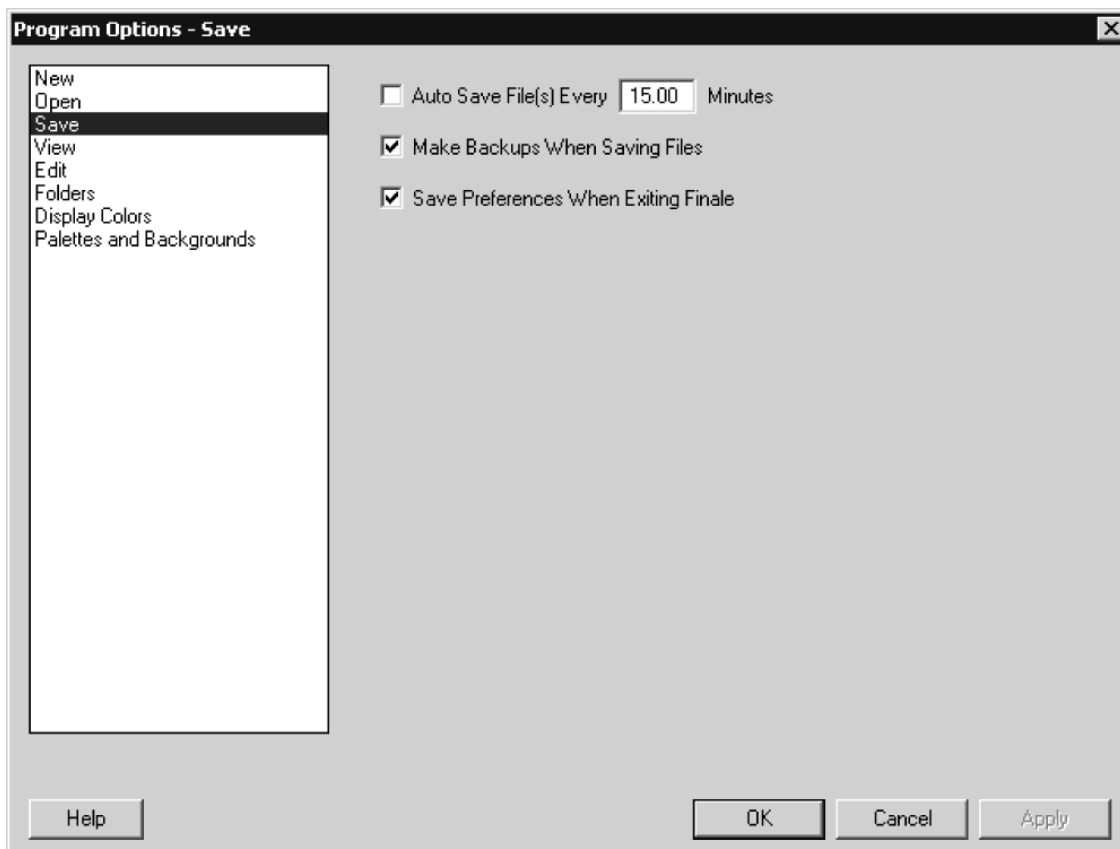 Program Options - Save
New
Open
Save
View
Edit
Folders
Display Colors
Palettes and Backgrounds
Auto Save File(s) Every 15.00 Minutes
Make Backups When Saving Files
Save Preferences When Exiting Finale
Help
OK
Cancel
Apply